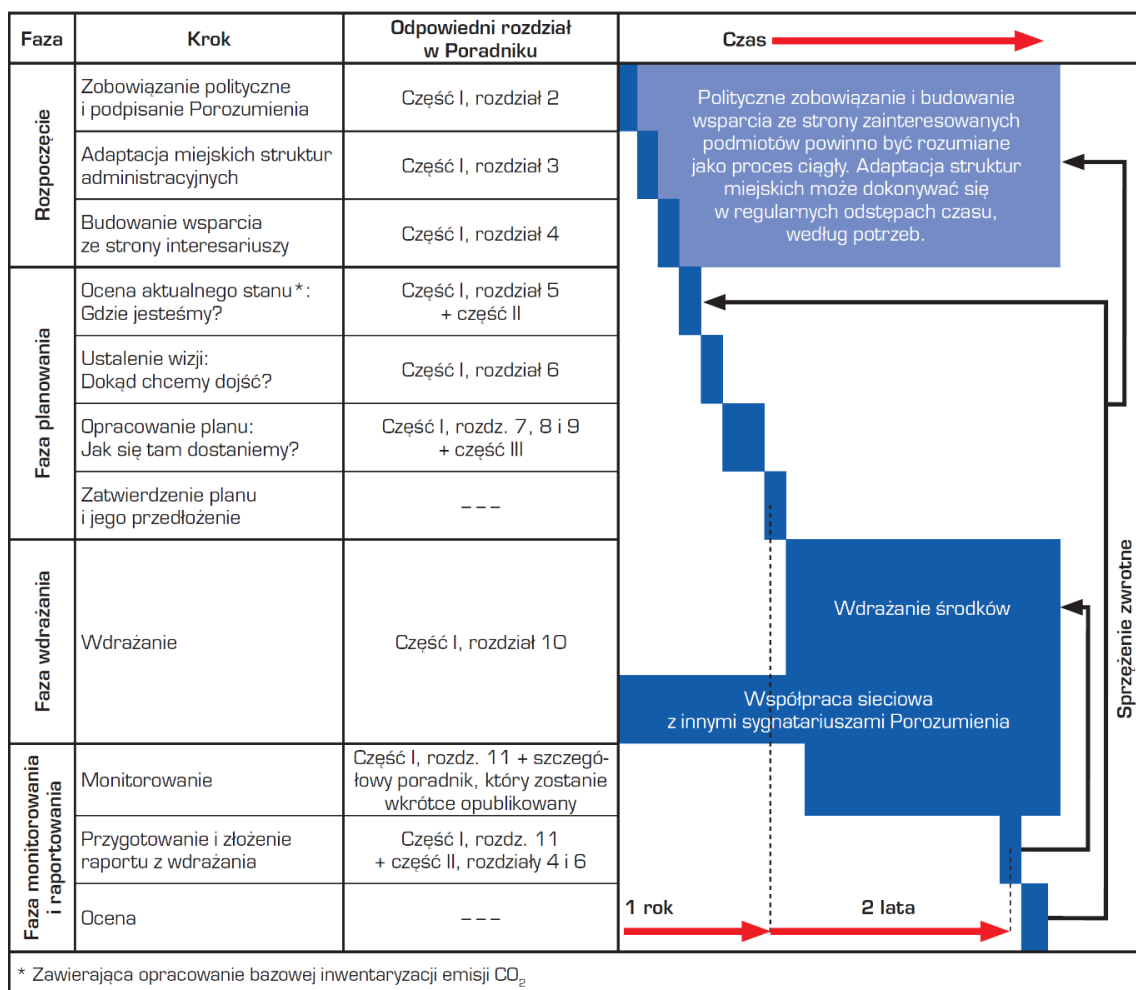 Faza
Krok
Odpowiedni rozdział
w Poradniku
Czas
Rozpoczęcie
Zobowiązanie polityczne
i podpisanie Porozumienia
Część I, rozdział 2
Adaptacja miejskich struktur
administracyjnych
Część I, rozdział 3
Budowanie wsparcia
ze strony interesariuszy
Część I, rozdział 4
Polityczne zobowiązanie i budowanie
wsparcia ze strony zainteresowanych
podmiotów powinno być rozumiane
jako proces ciągły. Adaptacja struktur
miejskich może dokonywać się
w regularnych odstępach czasu,
według potrzeb.
Faza planowania
Ocena aktualnego stanu*:
Gdzie jesteśmy?
Część I, rozdział 5
+ część II
Ustalenie wizji:
Dokąd chcemy dojść?
Część I, rozdział 6
Opracowanie planu:
Jak się tam dostaniemy?
Część I, rozdz. 7, 8 i 9
+ część III
Zatwierdzenie planu
i jego przedłożenie
– – –
Faza wdrażania
Wdrażanie
Część I, rozdział 10
Wdrażanie środków
Współpraca sieciowa
z innymi sygnatariuszami Porozumienia
Sprzężenie zwrotne
Faza monitorowania
i raportowania
Monitorowanie
Część I, rozdz. 11 + szczegó-
łowy poradnik, który zostanie
wkrótce opublikowany
Przygotowanie i złożenie
raportu z wdrażania
Część I, rozdz. 11
+ część II, rozdziały 4 i 6
Ocena
– – –
1 rok
2 lata
* Zawierająca opracowanie bazowej inwentaryzacji emisji CO₂